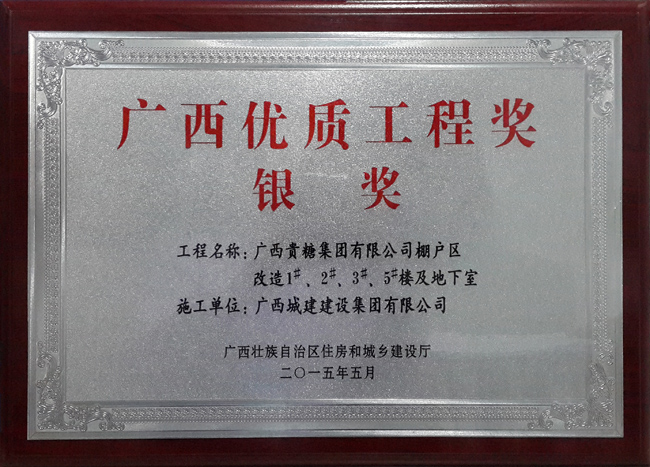 广西优质工程奖
银 奖
工程名称：广西贵糖集团有限公司棚户区
改造1#、2#、3#、5#楼及地下室
施工单位：广西城建建设集团有限公司
广西壮族自治区住房和城乡建设厅
二〇一五年五月